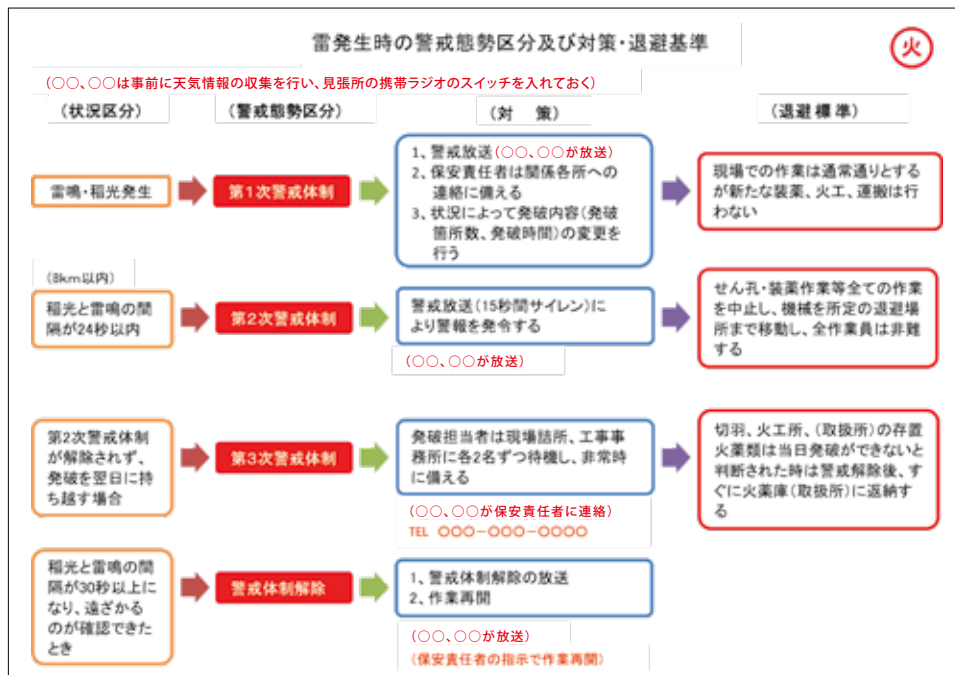 雷発生時の警戒態勢区分及び対策・退避基準
火
(○○、○○は事前に天気情報の収集を行い、見張所の携帯ラジオのスイッチを入れておく)
(状況区分)
(警戒態勢区分)
(対 策)
(退避標準)
雷鳴・稲光発生
第1次警戒体制
1、警戒放送(○○、○○が放送)
2、保安責任者は関係各所への
連絡に備える
3、状況によって発破内容(発破
箇所数、発破時間)の変更を
行う
現場での作業は通常通りとする
が新たな装薬、火工、運搬は行
わない
(8km以内)
稲光と雷鳴の間
隔が24秒以内
第2次警戒体制
警戒放送(15秒間サイレン)に
より警報を発令する
(○○、○○が放送)
せん孔・装薬作業等全ての作業
を中止し、機械を所定の退避場
所まで移動し、全作業員は非難
する
第2次警戒体制
が解除されず、
発破を翌日に持
ち越す場合
第3次警戒体制
発破担当者は現場詰所、工事事
務所に各2名ずつ待機し、非常時
に備える
(○○、○○が保安責任者に連絡)
TEL ○○○-○○○-○○○○
切羽、火工所、(取扱所)の存置
火薬類は当日発破ができないと
判断された時は警戒解除後、す
ぐに火薬庫(取扱所)に返納す
る
稲光と雷鳴の間
隔が30秒以上に
なり、遠ざかる
のが確認できた
とき
警戒体制解除
1、警戒体制解除の放送
2、作業再開
(○○、○○が放送)
(保安責任者の指示で作業再開)